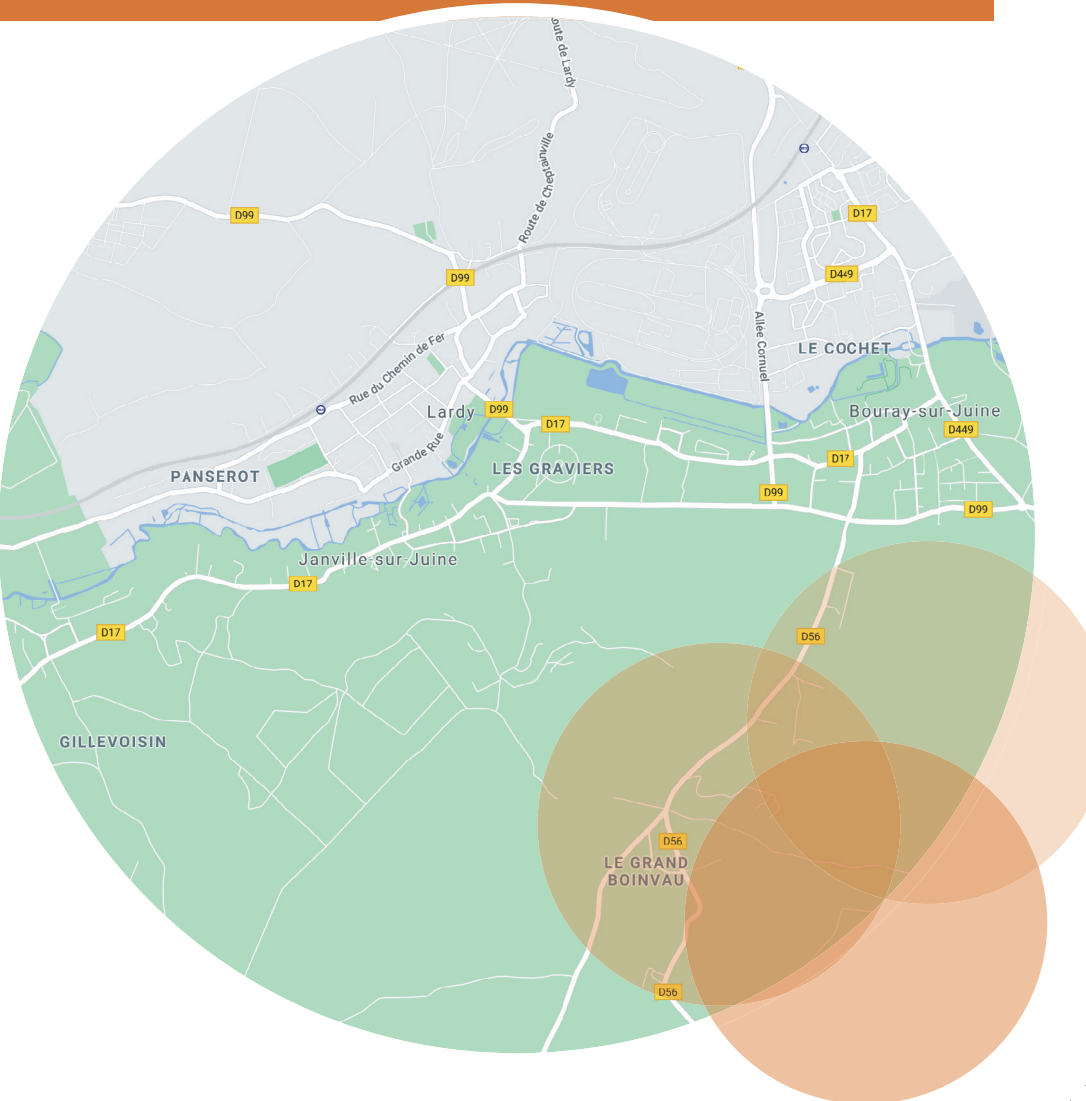 Route de Lardy
Route de Cheptainville
D99
D17
D99
D449
Rue du Chemin de Fer
Allée Cornuel
LE COCHET
Lardy
D99
D17
Bouray-sur-Juine
D449
Grande Rue
D17
PANSEROT
LES GRAVIERS
D99
D99
Janville-sur-Juine
D17
D17
D56
GILLEVOISIN
D56
LE GRAND
BOINVAU
D56